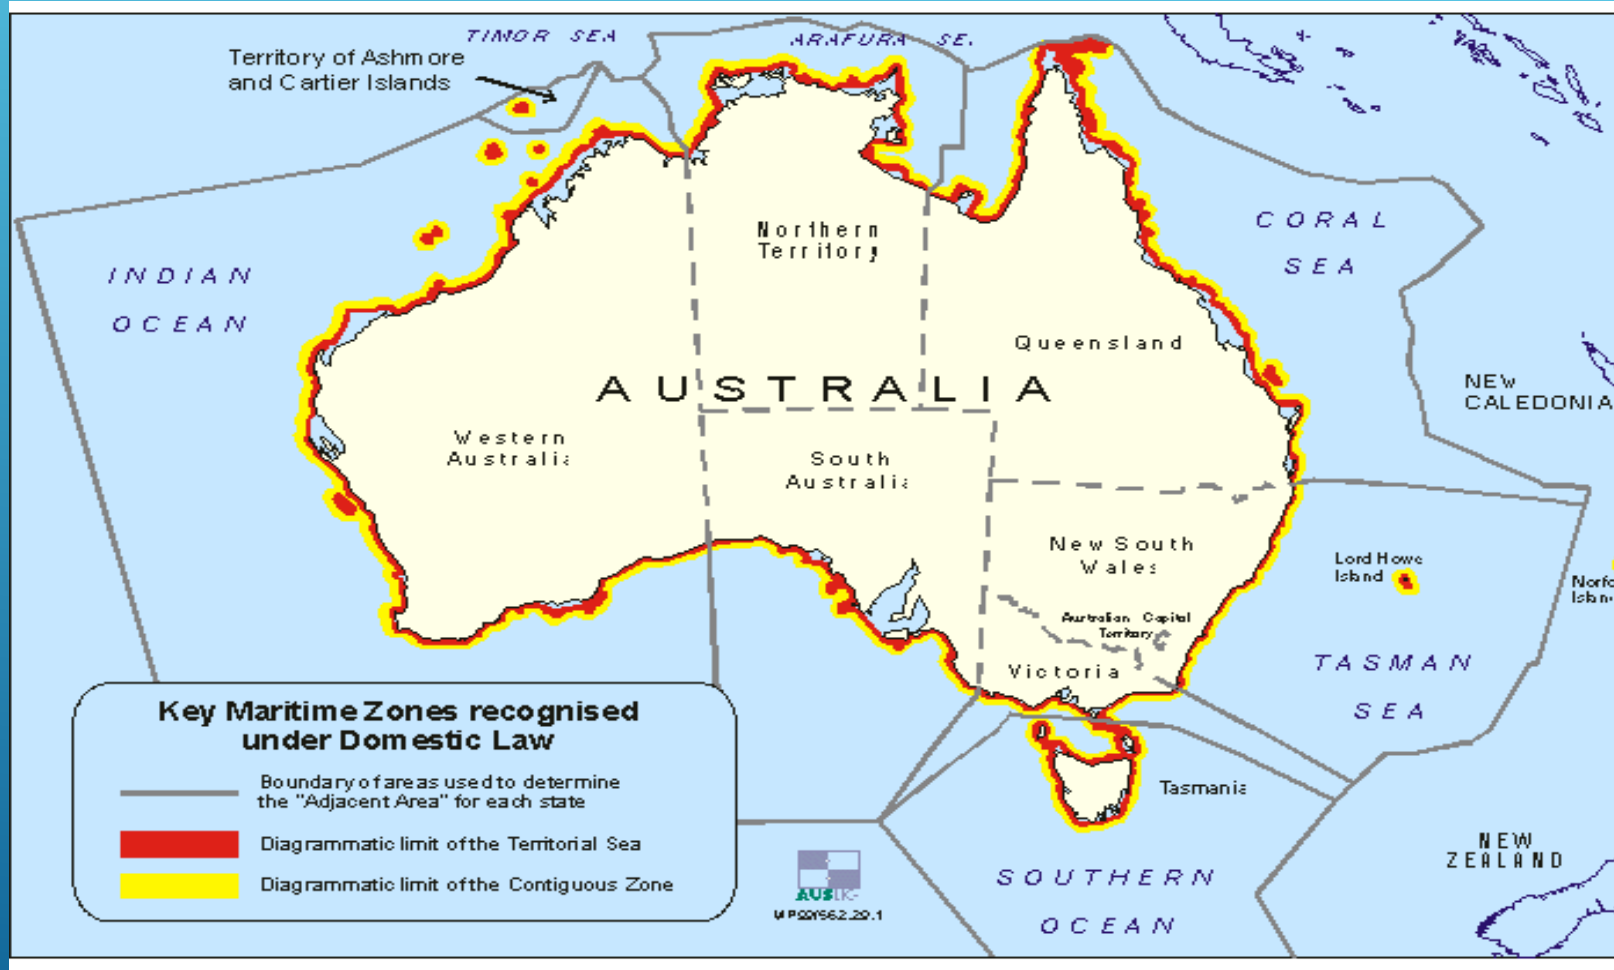 TIMOR SEA
ARAFURA SE.
Territory of Ashmore
and Cartier Islands
CORAL
SEA
Northern
Territory
INDIAN
OCEAN
Queensland
AUSTRALIA
NEW
CALEDONIA
Western
Australia
South
Australia
New South
Wales
Lord Howe
Island
Norfo
Islan
Australian Capital
Territory
Victoria
TASMAN
SEA
Key Maritime Zones recognised
under Domestic Law
Boundary of areas used to determine
the "Adjacent Area" for each state
Diagrammatic limit of the Territorial Sea
Diagrammatic limit of the Contiguous Zone
Tasmania
NEW
ZEALAND
SOUTHERN
OCEAN